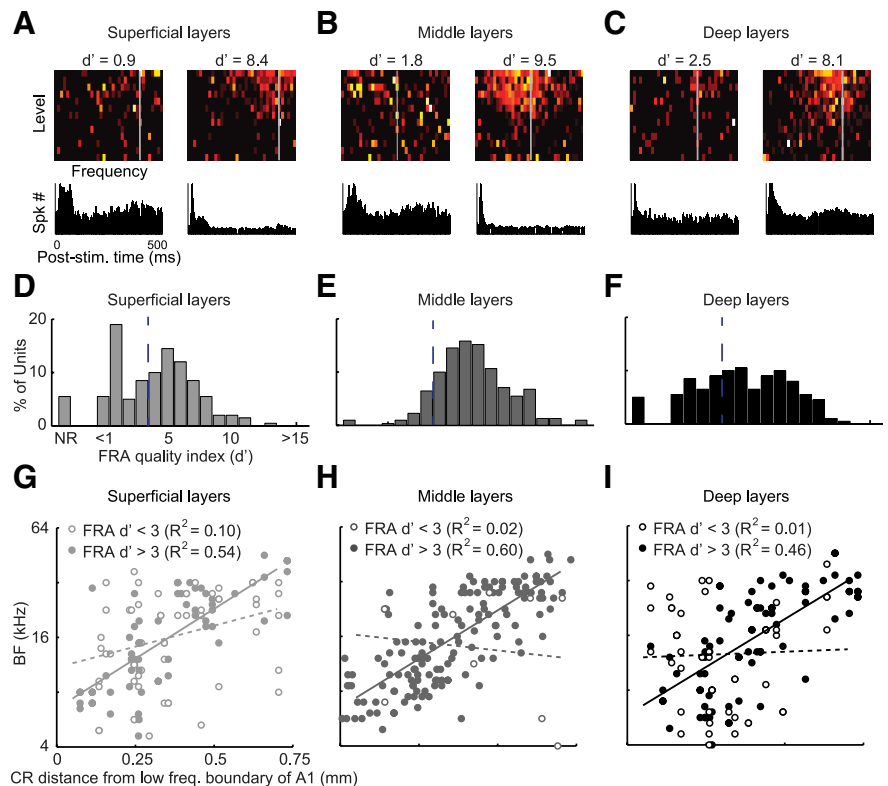 A
Superficial layers
d' = 0.9
d' = 8.4
B
Middle layers
d' = 1.8
d' = 9.5
C
Deep layers
d' = 2.5
d' = 8.1
Level
Frequency
Spk #
0
500
Post-stim. time (ms)
D
Superficial layers
E
Middle layers
F
Deep layers
20
10
0
% of Units
NR
<1
5
10
>15
FRA quality index (d')
G
Superficial layers
FRA d' < 3 (R² = 0.10)
FRA d' > 3 (R² = 0.54)
H
Middle layers
FRA d' < 3 (R² = 0.02)
FRA d' > 3 (R² = 0.60)
I
Deep layers
FRA d' < 3 (R² = 0.01)
FRA d' > 3 (R² = 0.46)
64
16
4
BF (kHz)
0
0.25
0.5
0.75
CR distance from low freq. boundary of A1 (mm)